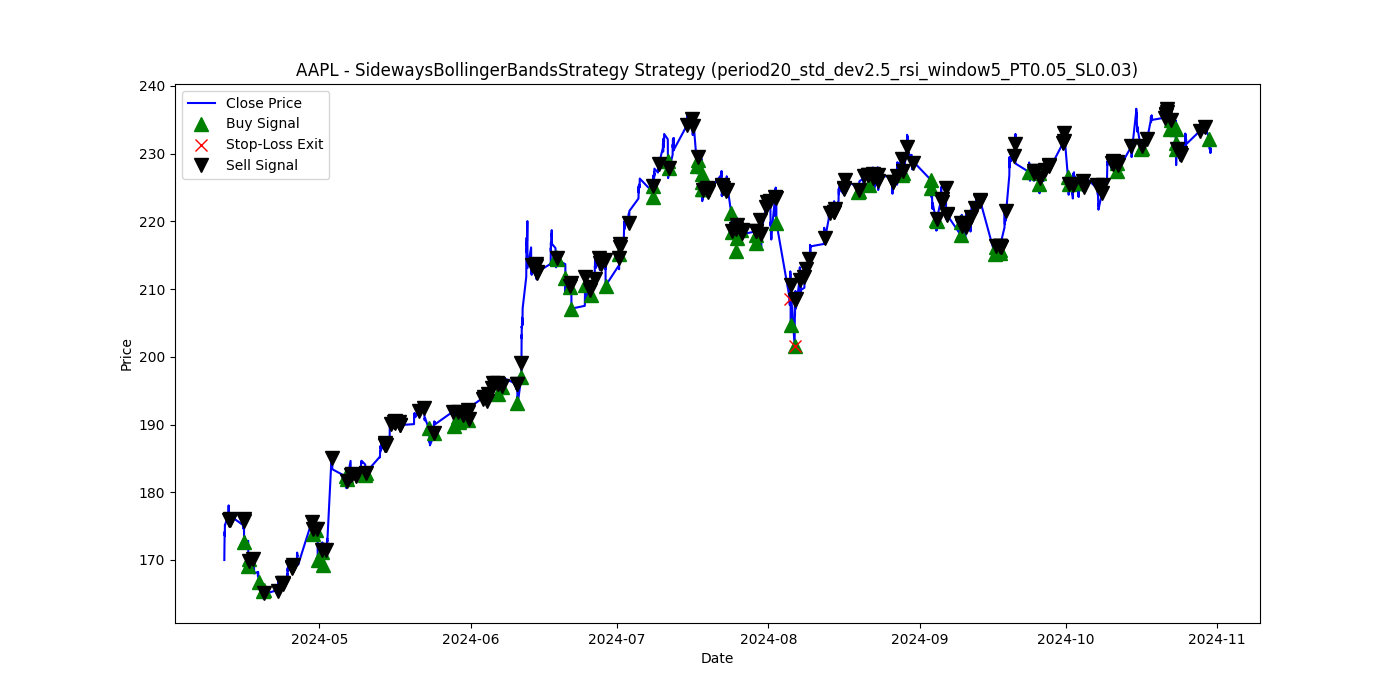 AAPL - SidewaysBollingerBandsStrategy Strategy (period20_std_dev2.5_rsi_window5_PT0.05_SL0.03)
Close Price
Buy Signal
Stop-Loss Exit
Sell Signal
240
230
220
210
200
190
180
170
Price
2024-05
2024-06
2024-07
2024-08
2024-09
2024-10
2024-11
Date